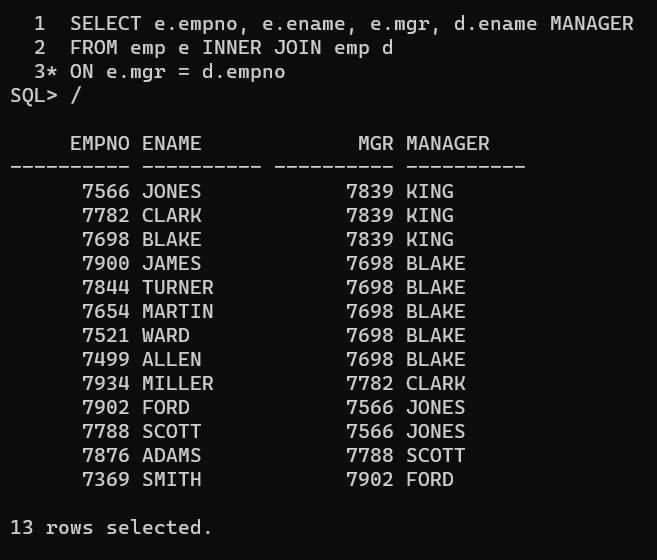 1 SELECT e.empno, e.ename, e.mgr, d.ename MANAGER
2 FROM emp e INNER JOIN emp d
3* ON e.mgr = d.empno
SQL> /
EMPNO ENAME MGR MANAGER
---------- ---------- ---------- ----------
7566 JONES 7839 KING
7782 CLARK 7839 KING
7698 BLAKE 7839 KING
7900 JAMES 7698 BLAKE
7844 TURNER 7698 BLAKE
7654 MARTIN 7698 BLAKE
7521 WARD 7698 BLAKE
7499 ALLEN 7698 BLAKE
7934 MILLER 7782 CLARK
7902 FORD 7566 JONES
7788 SCOTT 7566 JONES
7876 ADAMS 7788 SCOTT
7369 SMITH 7902 FORD
13 rows selected.